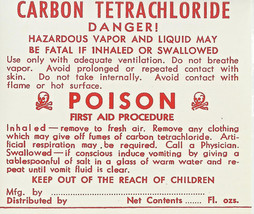 CARBON TETRACHLORIDE
DANGER!
HAZARDOUS VAPOR AND LIQUID MAY
BE FATAL IF INHALED OR SWALLOWED
Use only with adequate ventilation. Do not breathe
vapor. Avoid prolonged or repeated contact with
skin. Do not take internally. Avoid contact with
flame or hot surface.
POISON
FIRST AID PROCEDURE
Inhaled—remove to fresh air. Remove any clothing
which may give off fumes of carbon tetrachloride. Arti-
ficial respiration may be required. Call a Physician.
Swallowed—if conscious induce vomiting by giving a
tablespoonful of salt in a glass of warm water and re-
peat until vomit fluid is clear.
KEEP OUT OF THE REACH OF CHILDREN
Mfg. by
Distributed by Net Contents Fl. ozs.